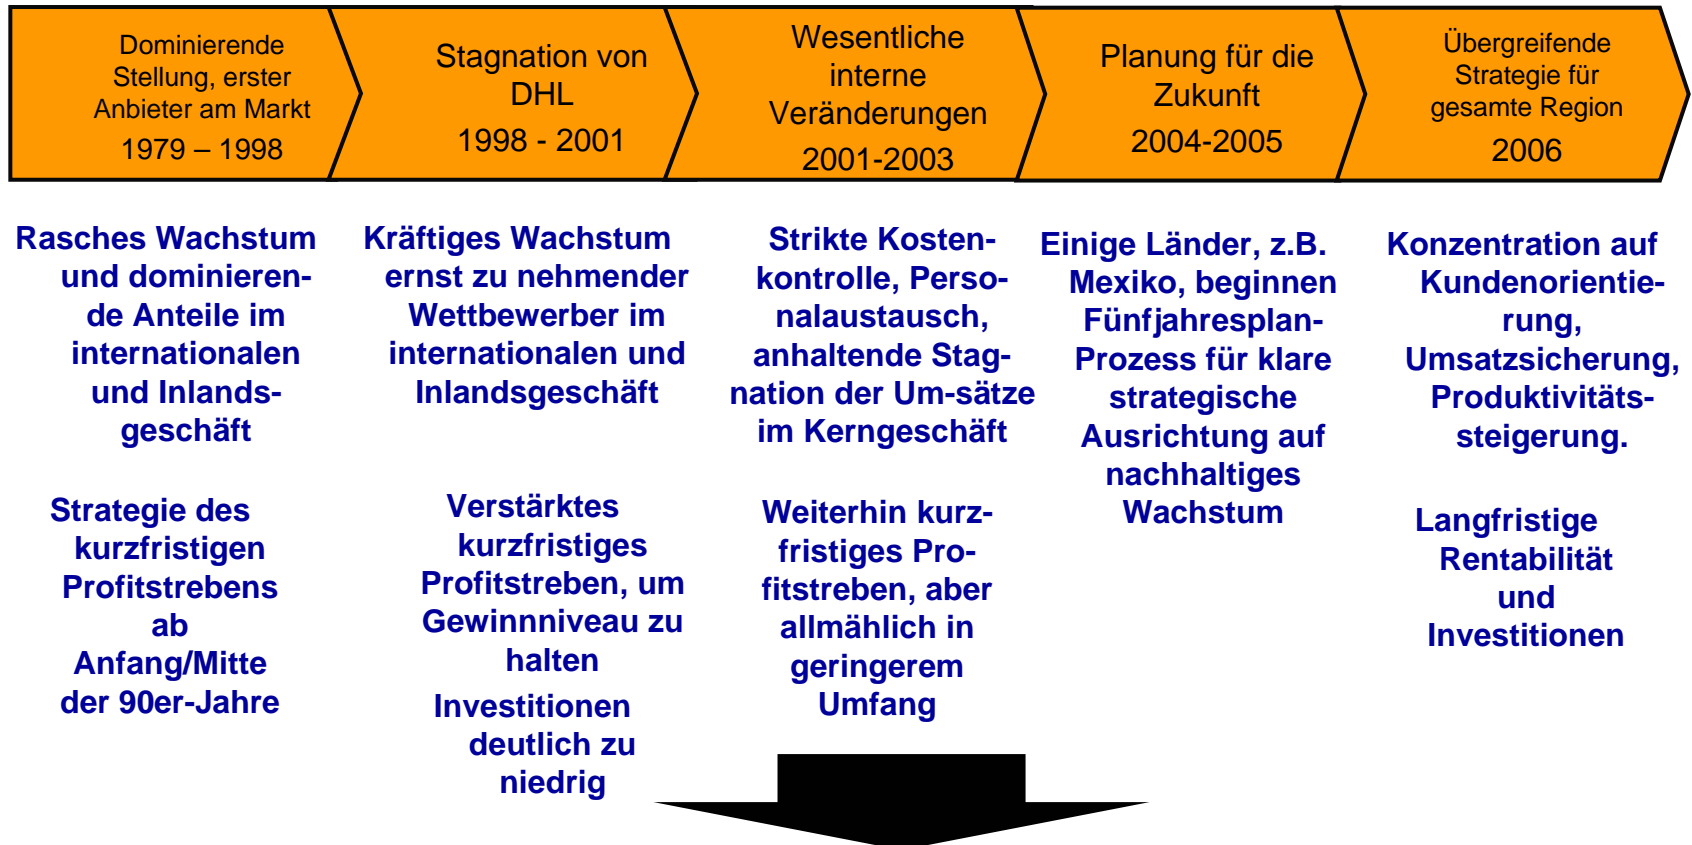 Dominierende
Stellung, erster
Anbieter am Markt
1979 – 1998
Stagnation von
DHL
1998 - 2001
Wesentliche
interne
Veränderungen
2001-2003
Planung für die
Zukunft
2004-2005
Übergreifende
Strategie für
gesamte Region
2006
Rasches Wachstum
und dominieren-
de Anteile im
internationalen
und Inlands-
geschäft
Strategie des
kurzfristigen
Profitstrebens
ab
Anfang/Mitte
der 90er-Jahre
Kräftiges Wachstum
ernst zu nehmender
Wettbewerber im
internationalen und
Inlandsgeschäft
Verstärktes
kurzfristiges
Profitstreben, um
Gewinnniveau zu
halten
Investitionen
deutlich zu
niedrig
Strikte Kosten-
kontrolle, Perso-
nalaustausch,
anhaltende Stag-
nation der Um-sätze
im Kerngeschäft
Weiterhin kurz-
fristiges Pro-
fitstreben, aber
allmählich in
geringerem
Umfang
Einige Länder, z.B.
Mexiko, beginnen
Fünfjahresplan-
Prozess für klare
strategische
Ausrichtung auf
nachhaltiges
Wachstum
Konzentration auf
Kundenorientie-
rung,
Umsatzsicherung,
Produktivitäts-
steigerung.
Langfristige
Rentabilität
und
Investitionen